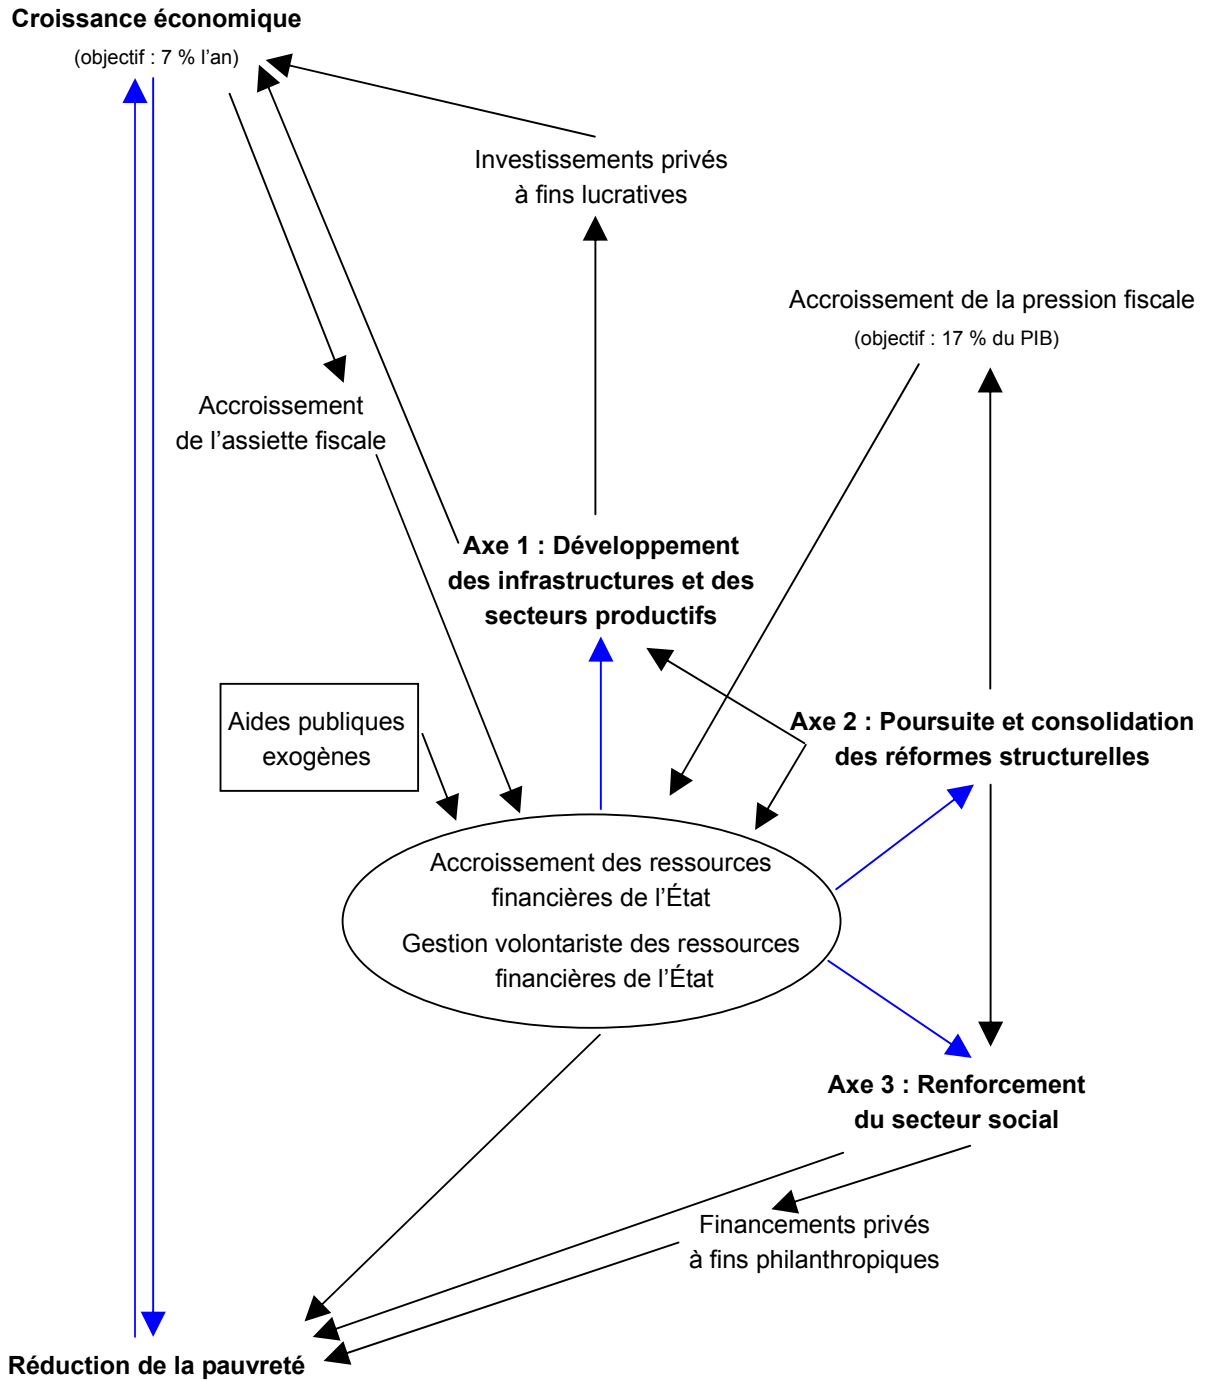 Croissance économique
(objectif : 7 % l’an)
Investissements privés
à fins lucratives
Accroissement de la pression fiscale
(objectif : 17 % du PIB)
Accroissement
de l’assiette fiscale
Axe 1 : Développement
des infrastructures et des
secteurs productifs
Aides publiques
exogènes
Axe 2 : Poursuite et consolidation
des réformes structurelles
Accroissement des ressources
financières de l’État
Gestion volontariste des ressources
financières de l’État
Axe 3 : Renforcement
du secteur social
Financements privés
à fins philanthropiques
Réduction de la pauvreté